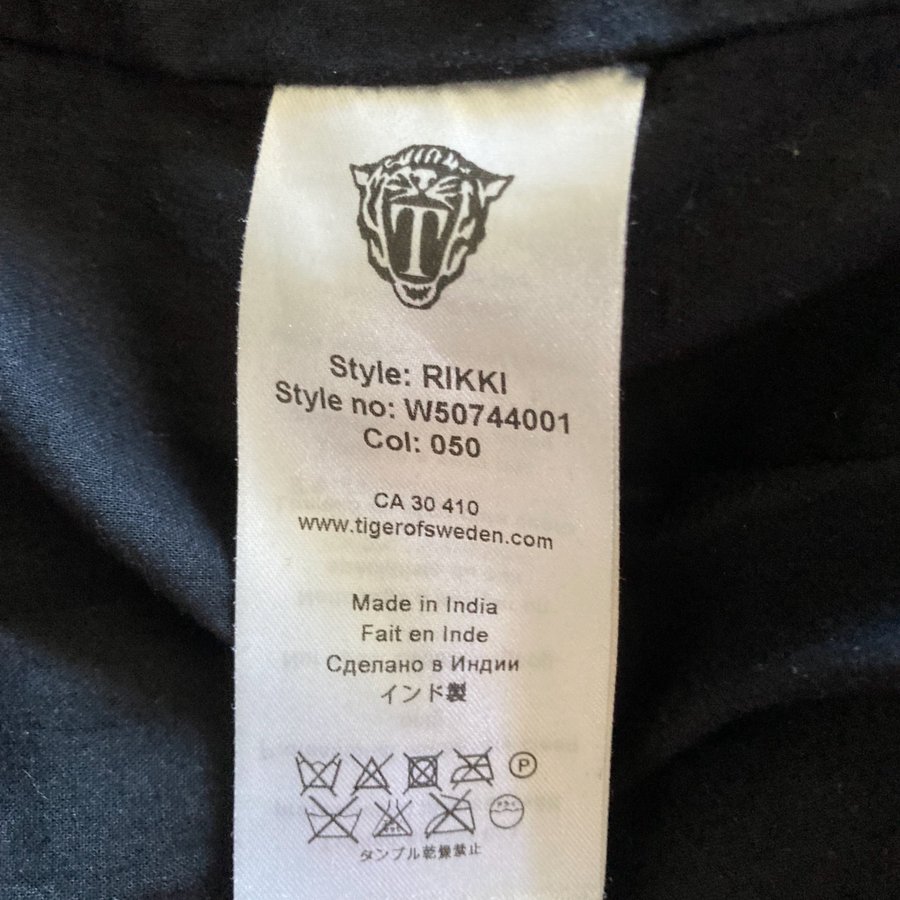 T
Style: RIKKI
Style no: W50744001
Col: 050
CA 30 410
www.tigerofsweden.com
Made in India
Fait en Inde
Сделано в Индии
インド製
P
タンブル乾燥禁止